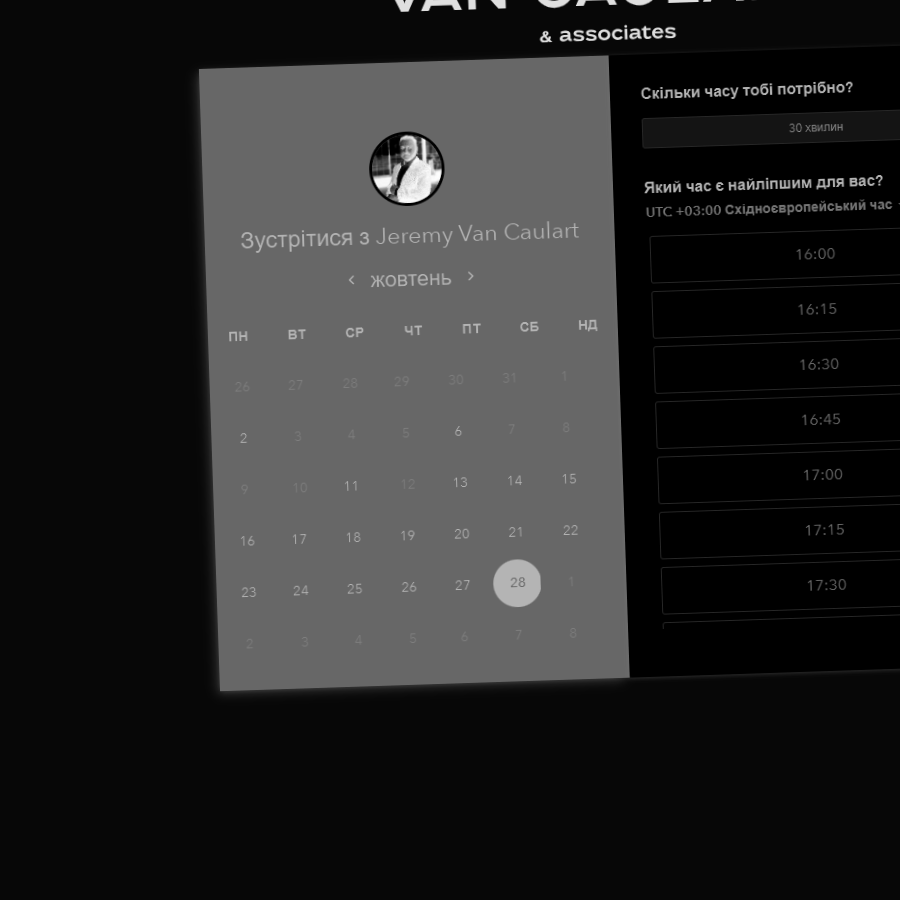 & associates
Зустрітися з Jeremy Van Caulart
жовтень
ПН ВТ СР ЧТ ПТ СБ НД
26 27 28 29 30 31 1
2 3 4 5 6 7 8
9 10 11 12 13 14 15
16 17 18 19 20 21 22
23 24 25 26 27 28 1
2 3 4 5 6 7 8
Скільки часу тобі потрібно?
30 хвилин
Який час є найліпшим для вас?
UTC +03:00 Східноєвропейський час
16:00
16:15
16:30
16:45
17:00
17:15
17:30